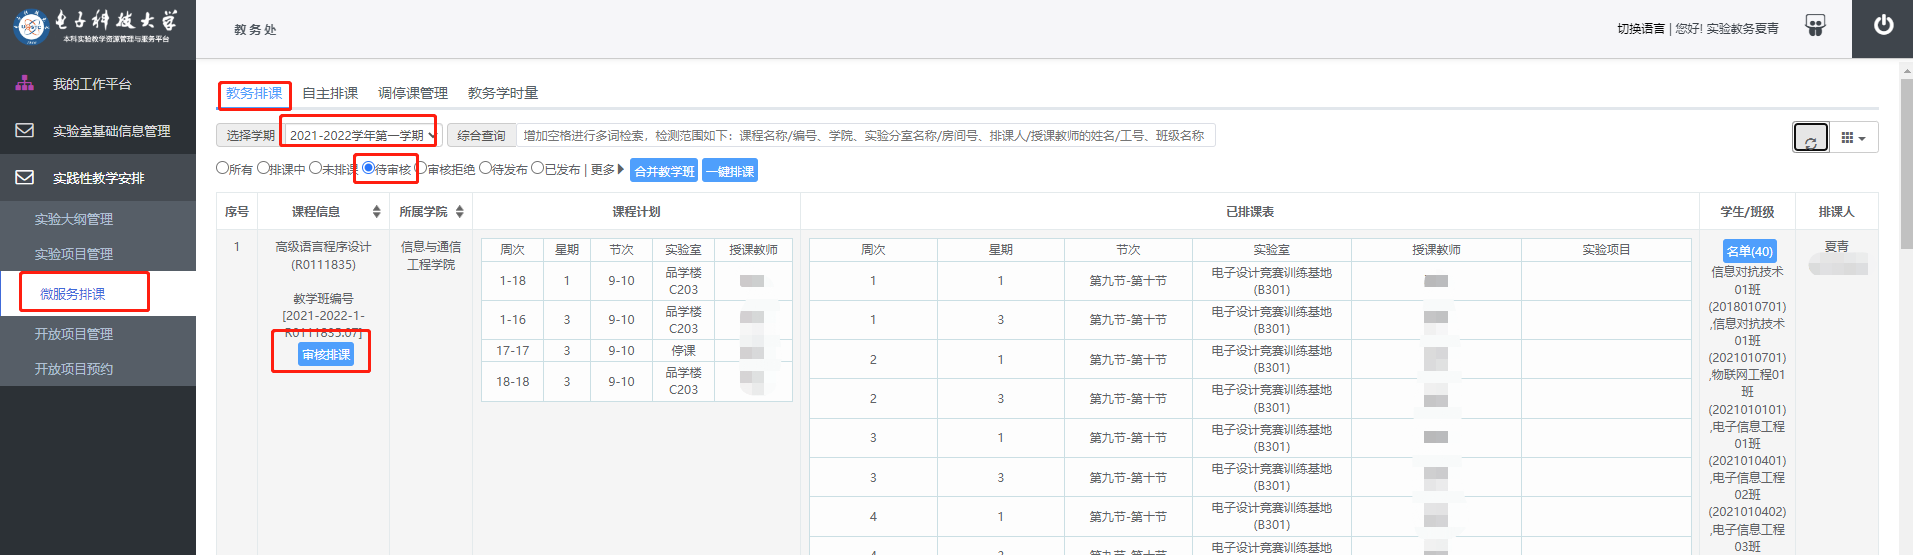 电子科技大学
本科实验教学资源管理与服务平台
教务处
切换语言 | 您好! 实验教务夏青
我的工作平台
实验室基础信息管理
实践性教学安排
实验大纲管理
实验项目管理
微服务排课
开放项目管理
开放项目预约
教务排课 自主排课 调停课管理 教务学时量
选择学期 2021-2022学年第一学期 综合查询 增加空格进行多词检索，检测范围如下：课程名称/编号、学院、实验分室名称/房间号、排课人/授课教师的姓名/工号、班级名称
所有 排课中 未排课 待审核 审核拒绝 待发布 已发布 | 更多 合并教学班 一键排课
序号 课程信息 所属学院 课程计划 已排课表 学生/班级 排课人
1
高级语言程序设计
(R0111835)
教学班编号
[2021-2022-1-
R0111835.07]
审核排课
信息与通信
工程学院
周次 星期 节次 实验室 授课教师
1-18 1 9-10 品学楼
C203
1-16 3 9-10 品学楼
C203
17-17 3 9-10 停课
18-18 3 9-10 品学楼
C203
周次 星期 节次 实验室 授课教师 实验项目
1 1 第九节-第十节 电子设计竞赛训练基地
(B301)
1 3 第九节-第十节 电子设计竞赛训练基地
(B301)
2 1 第九节-第十节 电子设计竞赛训练基地
(B301)
2 3 第九节-第十节 电子设计竞赛训练基地
(B301)
3 1 第九节-第十节 电子设计竞赛训练基地
(B301)
3 3 第九节-第十节 电子设计竞赛训练基地
(B301)
4 1 第九节-第十节 电子设计竞赛训练基地
(B301)
电子设计竞赛训练基地
名单(40)
信息对抗技术
01班
(2018010701)
,信息对抗技术
01班
(2021010701)
,物联网工程01
班
(2021010101)
,电子信息工程
01班
(2021010401)
,电子信息工程
02班
(2021010402)
,电子信息工程
03班
夏青